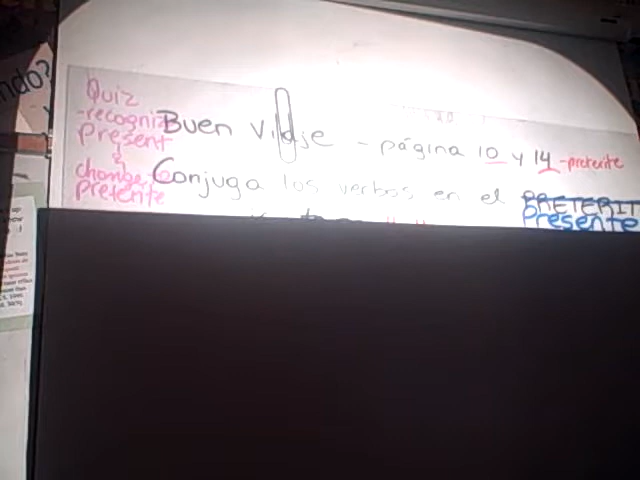 ndo?
Quiz
-recogniz
present
&
change to
preterite
Buen Viaje - página 10 y 14 -preterite
Conjuga los verbos en el PRETERIT
presente